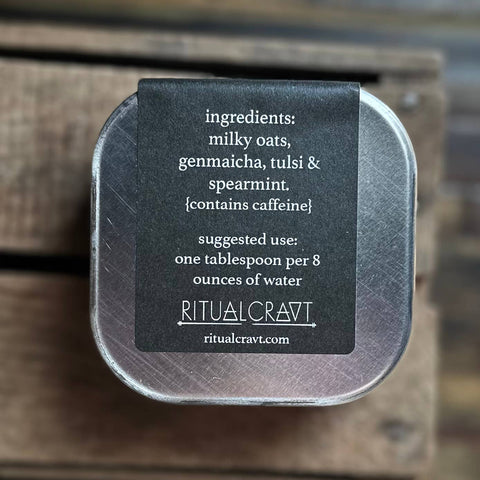 ingredients:
milky oats,
genmaicha, tulsi &
spearmint.
{contains caffeine}
suggested use:
one tablespoon per 8
ounces of water
RITUALCRAVT
ritualcravt.com